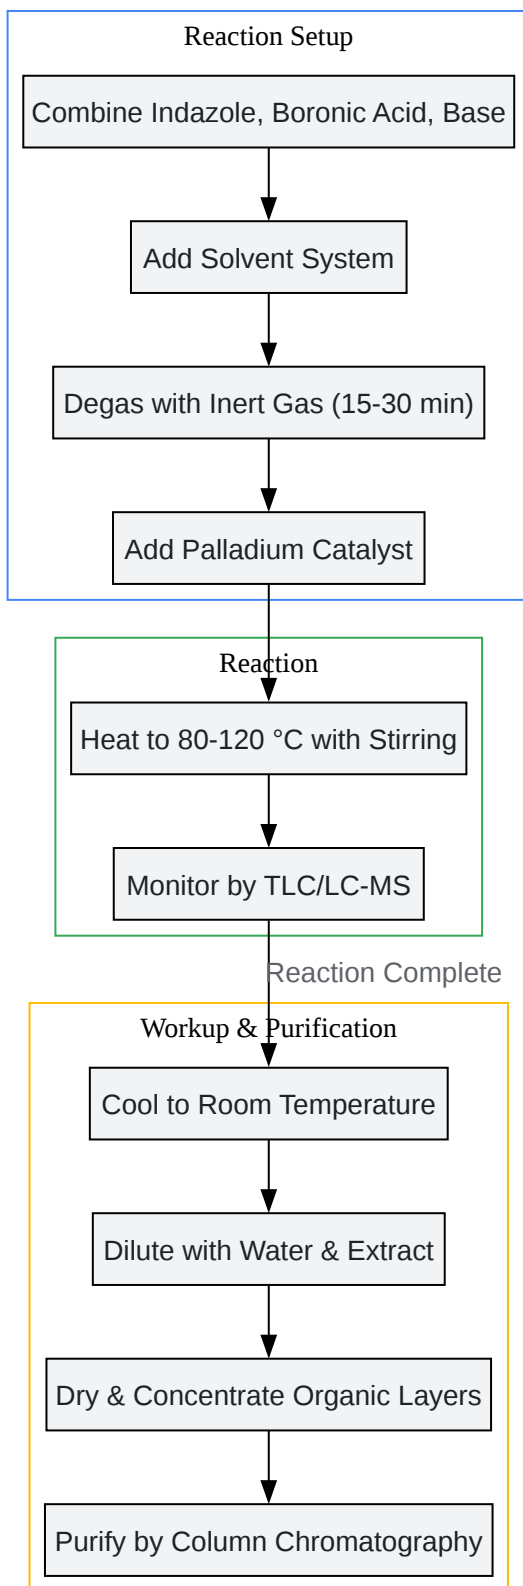 Reaction Setup
Combine Indazole, Boronic Acid, Base
Add Solvent System
Degas with Inert Gas (15-30 min)
Add Palladium Catalyst
Reaction
Heat to 80-120 °C with Stirring
Monitor by TLC/LC-MS
Reaction Complete
Workup & Purification
Cool to Room Temperature
Dilute with Water & Extract
Dry & Concentrate Organic Layers
Purify by Column Chromatography